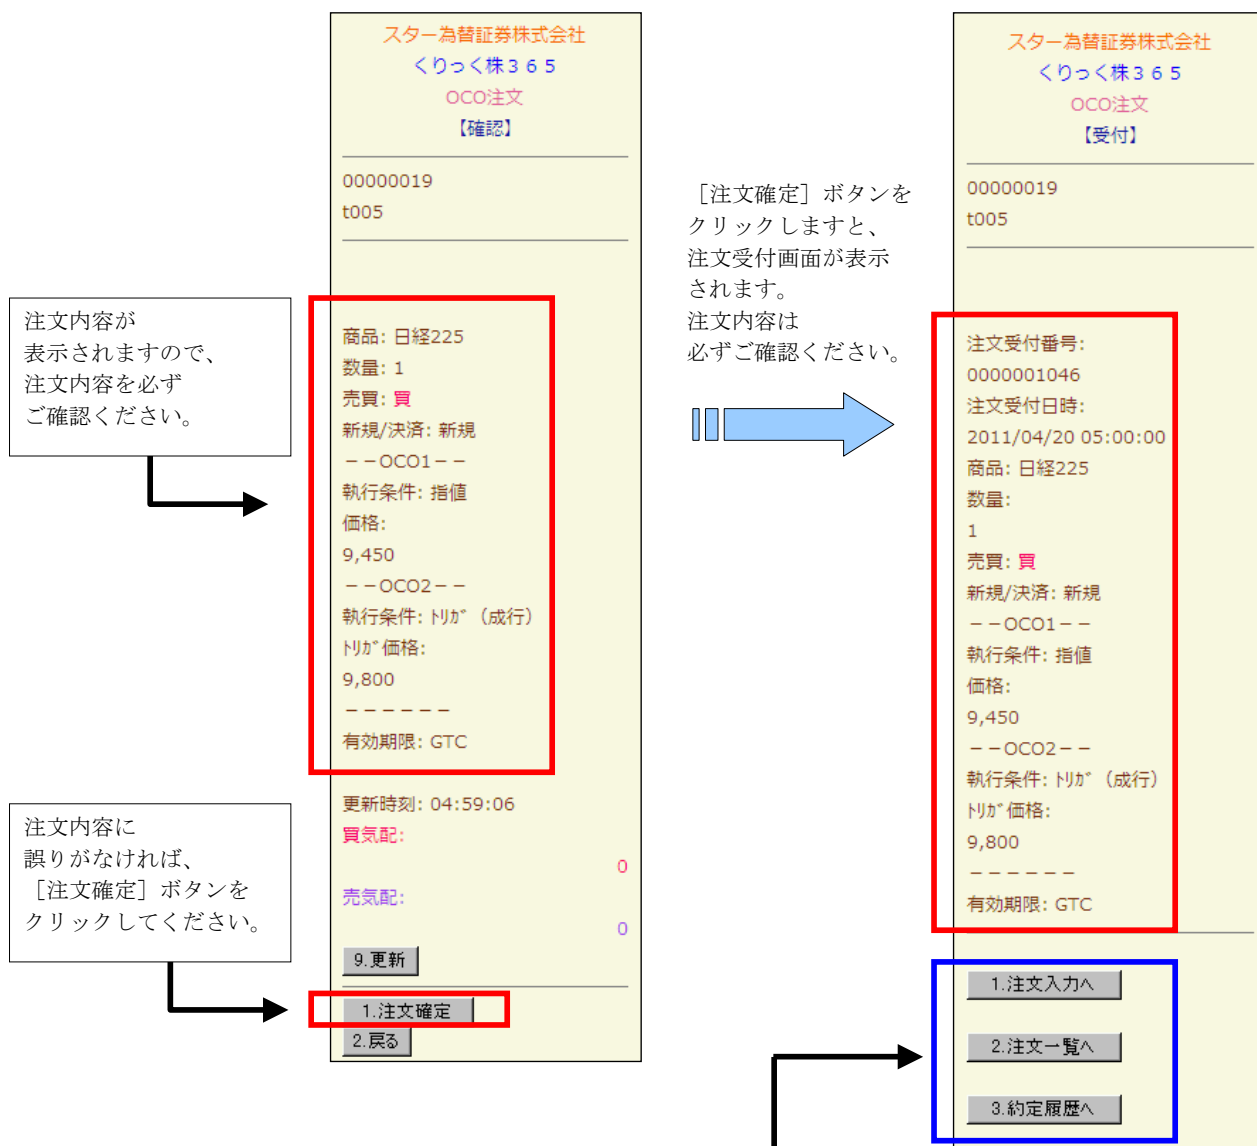 スター為替証券株式会社
くりっく株３６５
OCO注文
【確認】
00000019
t005
商品: 日経225
数量: 1
売買: 買
新規/決済: 新規
－－OCO1－－
執行条件: 指値
価格:
9,450
－－OCO2－－
執行条件: ﾄﾘｶﾞ（成行）
ﾄﾘｶﾞ価格:
9,800
－－－－－－
有効期限: GTC
更新時刻: 04:59:06
買気配:
0
売気配:
0
9.更新
1.注文確定
2.戻る
注文内容が
表示されますので、
注文内容を必ず
ご確認ください。
注文内容に
誤りがなければ、
［注文確定］ボタンを
クリックしてください。
［注文確定］ボタンを
クリックしますと、
注文受付画面が表示
されます。
注文内容は
必ずご確認ください。
スター為替証券株式会社
くりっく株３６５
OCO注文
【受付】
00000019
t005
注文受付番号:
0000001046
注文受付日時:
2011/04/20 05:00:00
商品: 日経225
数量:
1
売買: 買
新規/決済: 新規
－－OCO1－－
執行条件: 指値
価格:
9,450
－－OCO2－－
執行条件: ﾄﾘｶﾞ（成行）
ﾄﾘｶﾞ価格:
9,800
－－－－－－
有効期限: GTC
1.注文入力へ
2.注文一覧へ
3.約定履歴へ